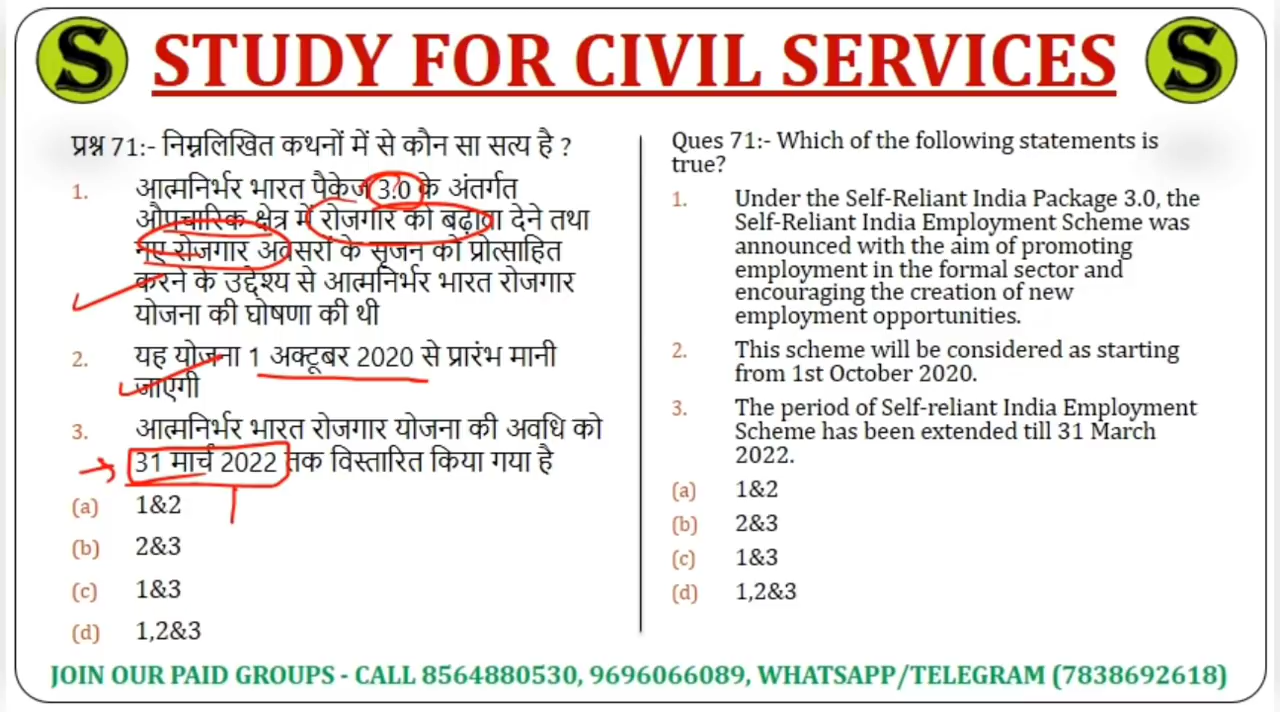 S
STUDY FOR CIVIL SERVICES
S
प्रश्न 71:- निम्नलिखित कथनों में से कौन सा सत्य है ?
1. आत्मनिर्भर भारत पैकेज 3.0 के अंतर्गत
औपचारिक क्षेत्र में रोजगार को बढ़ावा देने तथा
नए रोजगार अवसरों के सृजन को प्रोत्साहित
करने के उद्देश्य से आत्मनिर्भर भारत रोजगार
योजना की घोषणा की थी
2. यह योजना 1 अक्टूबर 2020 से प्रारंभ मानी
जाएगी
3. आत्मनिर्भर भारत रोजगार योजना की अवधि को
31 मार्च 2022 तक विस्तारित किया गया है
(a) 1&2
(b) 2&3
(c) 1&3
(d) 1,2&3
Ques 71:- Which of the following statements is
true?
1. Under the Self-Reliant India Package 3.0, the
Self-Reliant India Employment Scheme was
announced with the aim of promoting
employment in the formal sector and
encouraging the creation of new
employment opportunities.
2. This scheme will be considered as starting
from 1st October 2020.
3. The period of Self-reliant India Employment
Scheme has been extended till 31 March
2022.
(a) 1&2
(b) 2&3
(c) 1&3
(d) 1,2&3
JOIN OUR PAID GROUPS - CALL 8564880530, 9696066089, WHATSAPP/TELEGRAM (7838692618)